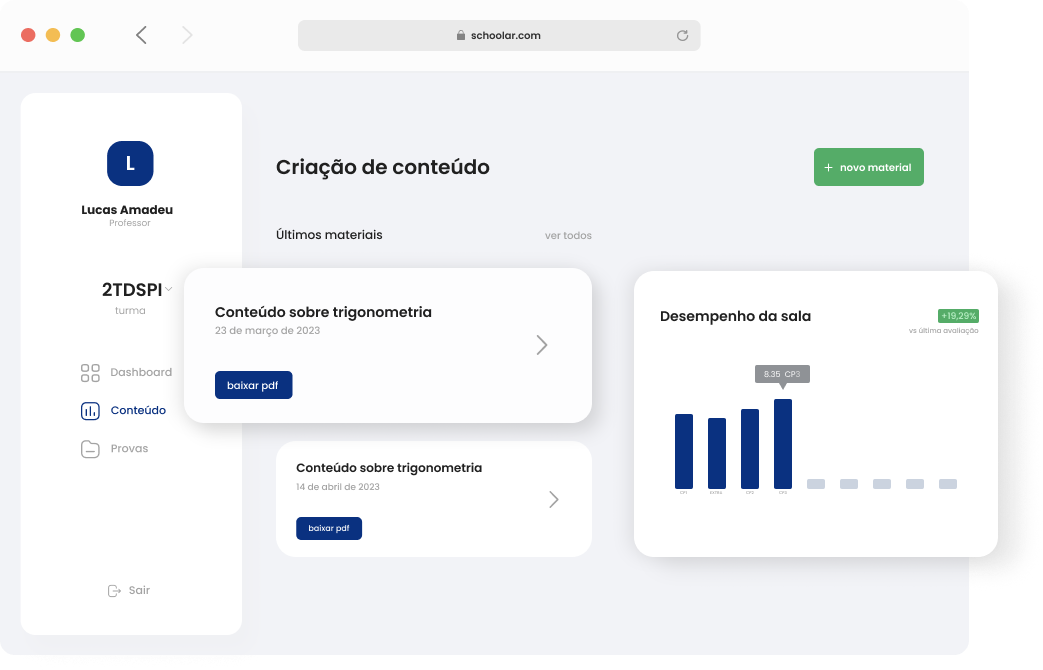 schoolar.com
L
Lucas Amadeu
Professor
2TDSPI
turma
Dashboard
Conteúdo
Provas
Sair
Criação de conteúdo
+ novo material
Últimos materiais
ver todos
Conteúdo sobre trigonometria
23 de março de 2023
baixar pdf
Conteúdo sobre trigonometria
14 de abril de 2023
baixar pdf
Desempenho da sala
+19,29%
vs última avaliação
8.35 CP3
CP1
CP2
CP3